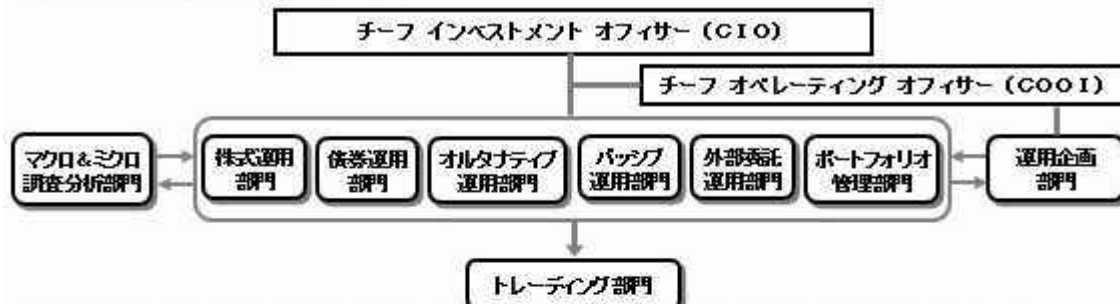 チーフ インベストメント オフィサー (CIO)
チーフ オペレーティング オフィサー (COOI)
マクロ&ミクロ
調査分析部門
株式運用
部門
債券運用
部門
オルタナティブ
運用部門
パッシブ
運用部門
外部委託
運用部門
ポートフォリオ
管理部門
運用企画
部門
トレーディング部門